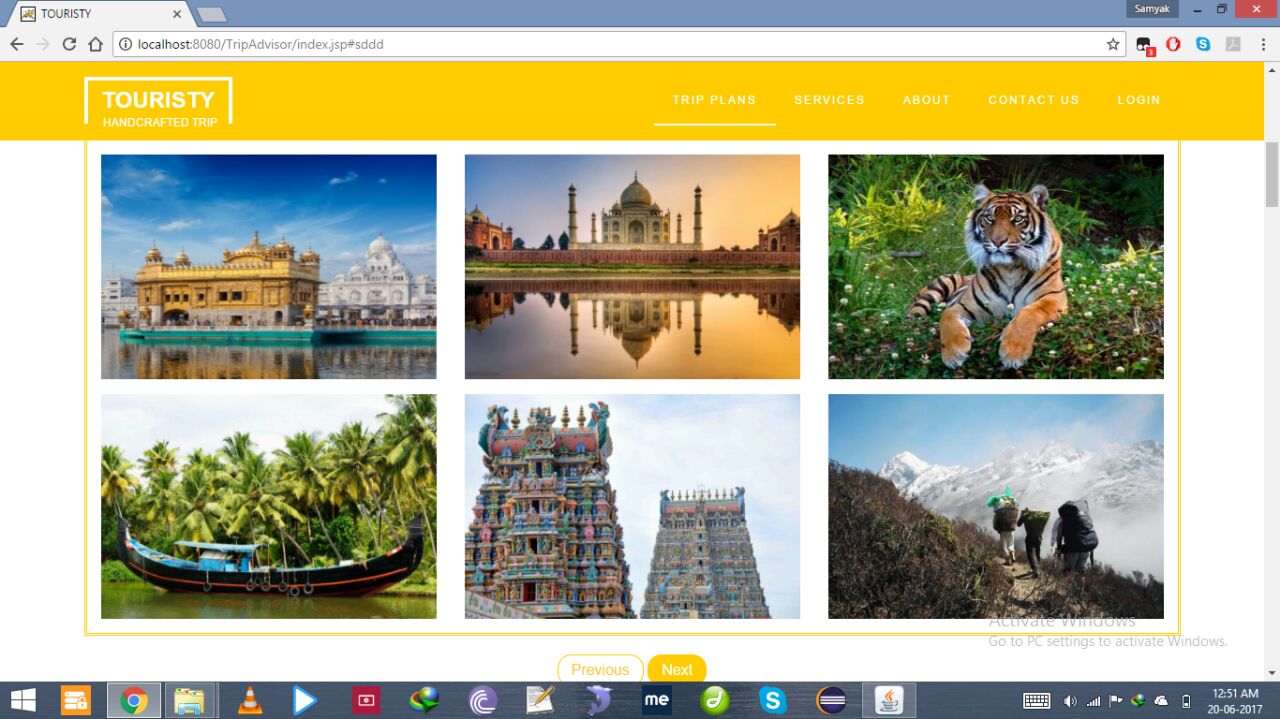 TOURISTY
Samyak
localhost:8080/TripAdvisor/index.jsp#sddd
3
TOURISTY
HANDCRAFTED TRIP
TRIP PLANS SERVICES ABOUT CONTACT US LOGIN
Activate Windows
Go to PC settings to activate Windows.
Previous Next
me
12:51 AM
20-06-2017